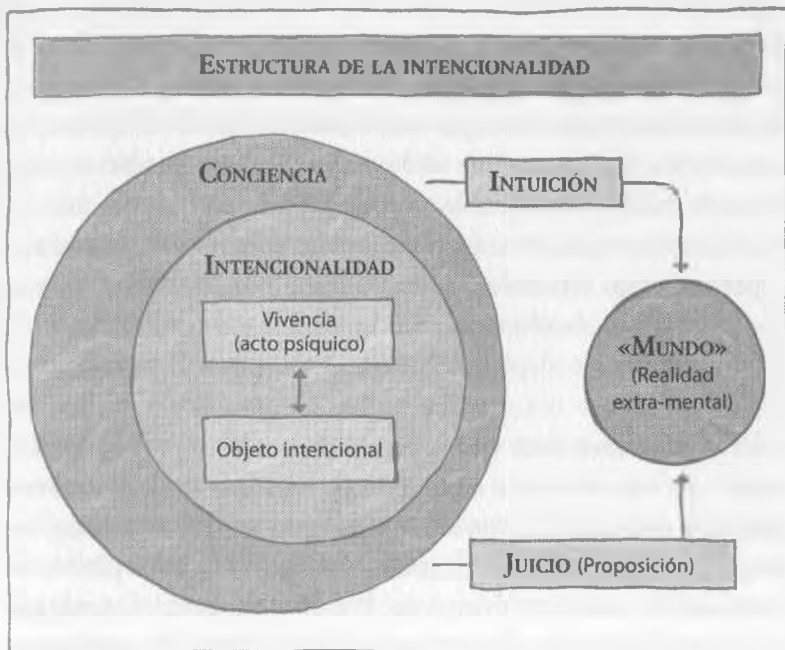 ESTRUCTURA DE LA INTENCIONALIDAD
CONCIENCIA
INTUICIÓN
INTENCIONALIDAD
Vivencia
(acto psíquico)
«MUNDO»
(Realidad
extra-mental)
Objeto intencional
JUICIO (Proposición)